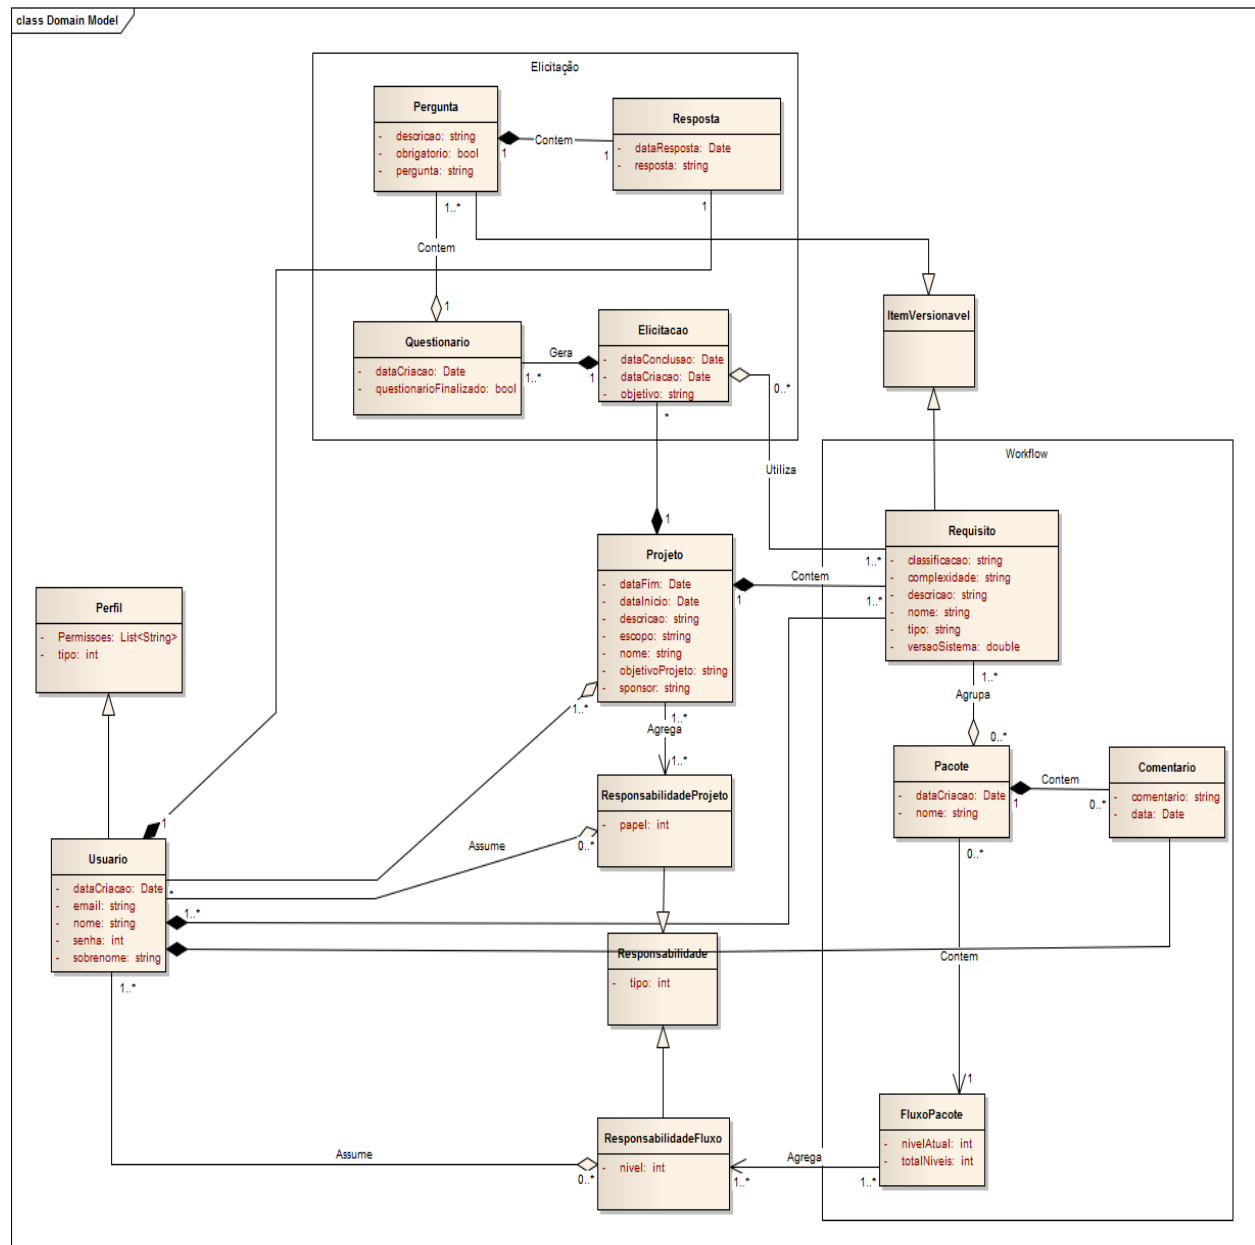 class Domain Model
Elicitação
Pergunta
- descricao: string
- obrigatorio: bool
- pergunta: string
Contem
1
1
Resposta
- dataResposta: Date
- resposta: string
1..*
1
Contem
1
ItemVersionavel
Questionario
- dataCriacao: Date
- questionarioFinalizado: bool
Gera
1..*
1
Elicitacao
- dataConclusao: Date
- dataCriacao: Date
- objetivo: string
0..*
*
Utiliza
Workflow
1
Projeto
- dataFim: Date
- dataInicio: Date
- descricao: string
- escopo: string
- nome: string
- objetivoProjeto: string
- sponsor: string
Contem
1
1..*
1..*
Requisito
- classificacao: string
- complexidade: string
- descricao: string
- nome: string
- tipo: string
- versaoSistema: double
Perfil
- Permissoes: List<String>
- tipo: int
1..*
1..*
Agrega
1..*
1..*
Agrupa
0..*
ResponsabilidadeProjeto
- papel: int
Pacote
- dataCriacao: Date
- nome: string
Contem
1
0..*
Comentario
- comentario: string
- data: Date
1
Assume
0..*
0..*
Usuario
- dataCriacao: Date
- email: string
- nome: string
- senha: int
- sobrenome: string
*
1..*
1..*
Responsabilidade
- tipo: int
Contem
1
FluxoPacote
- nivelAtual: int
- totalNiveis: int
ResponsabilidadeFluxo
- nivel: int
Assume
0..*
Agrega
1..*
1..*